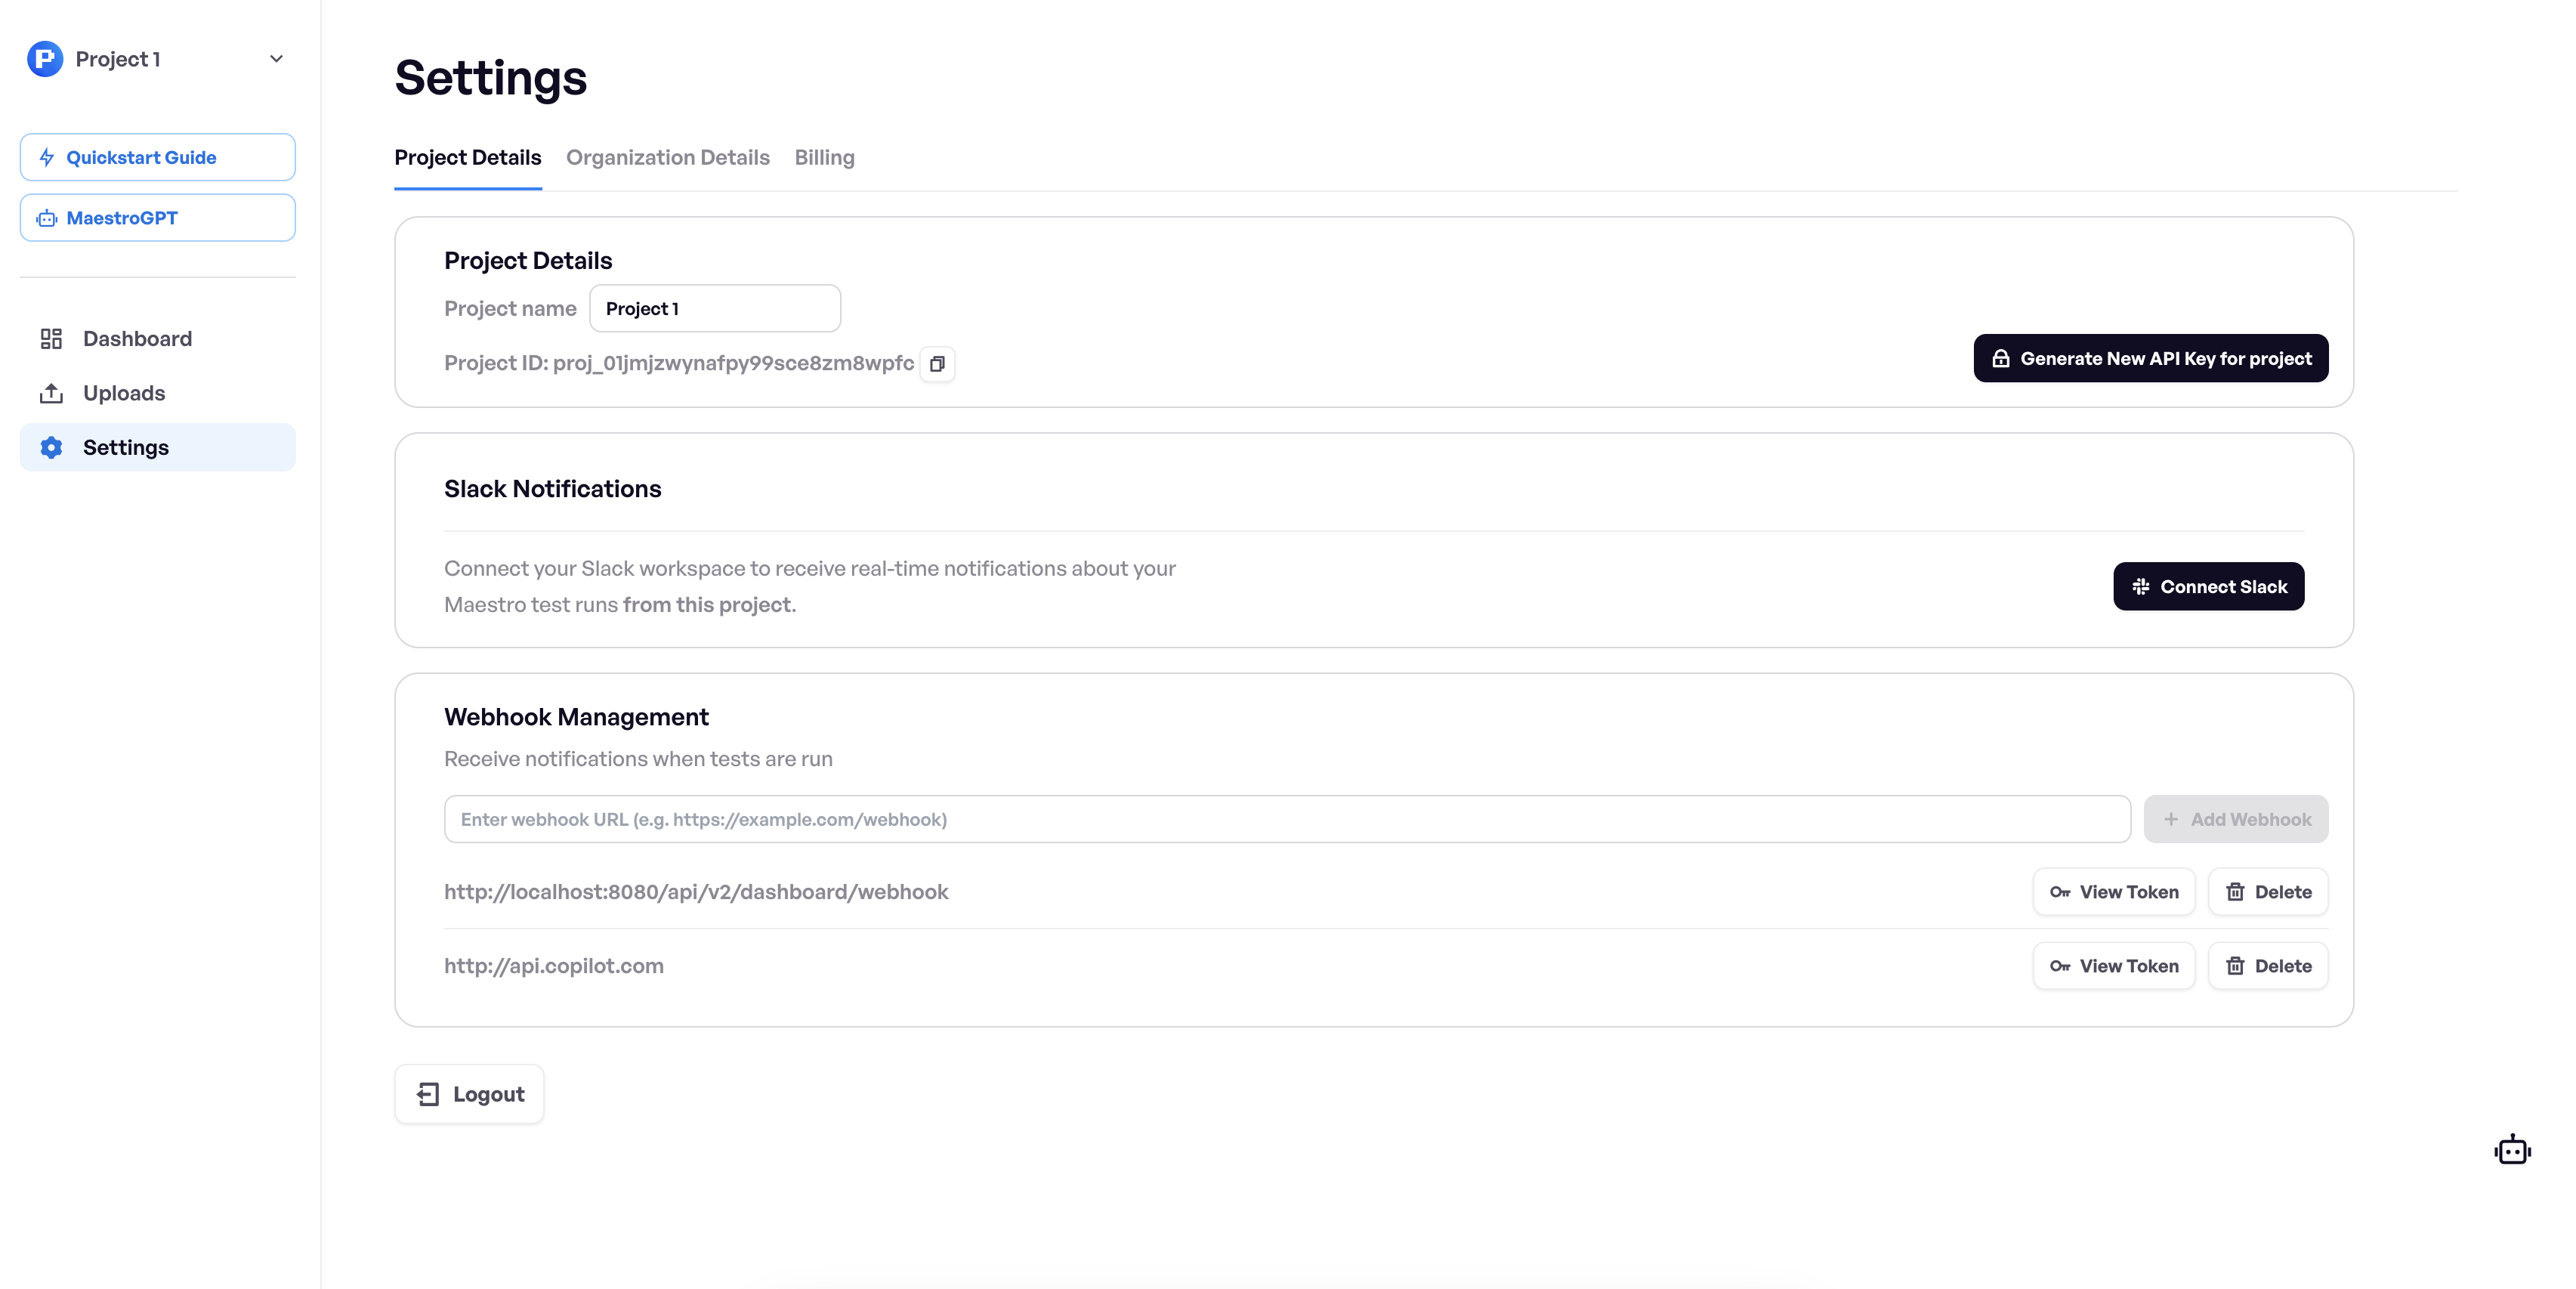 P Project 1
Quickstart Guide
MaestroGPT
Dashboard
Uploads
Settings
Settings
Project Details Organization Details Billing
Project Details
Project name Project 1
Project ID: proj_01jmjzwynafpy99sce8zm8wpfc
Generate New API Key for project
Slack Notifications
Connect your Slack workspace to receive real-time notifications about your
Maestro test runs from this project.
Connect Slack
Webhook Management
Receive notifications when tests are run
Enter webhook URL (e.g. https://example.com/webhook) Add Webhook
http://localhost:8080/api/v2/dashboard/webhook View Token Delete
http://api.copilot.com View Token Delete
Logout